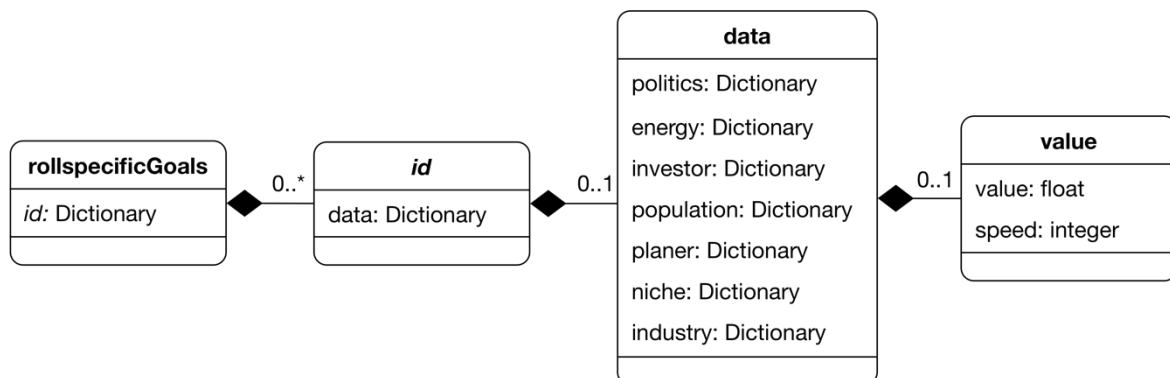 rollspecificGoals
id: Dictionary
0..*
id
data: Dictionary
0..1
data
politics: Dictionary
energy: Dictionary
investor: Dictionary
population: Dictionary
planer: Dictionary
niche: Dictionary
industry: Dictionary
0..1
value
value: float
speed: integer